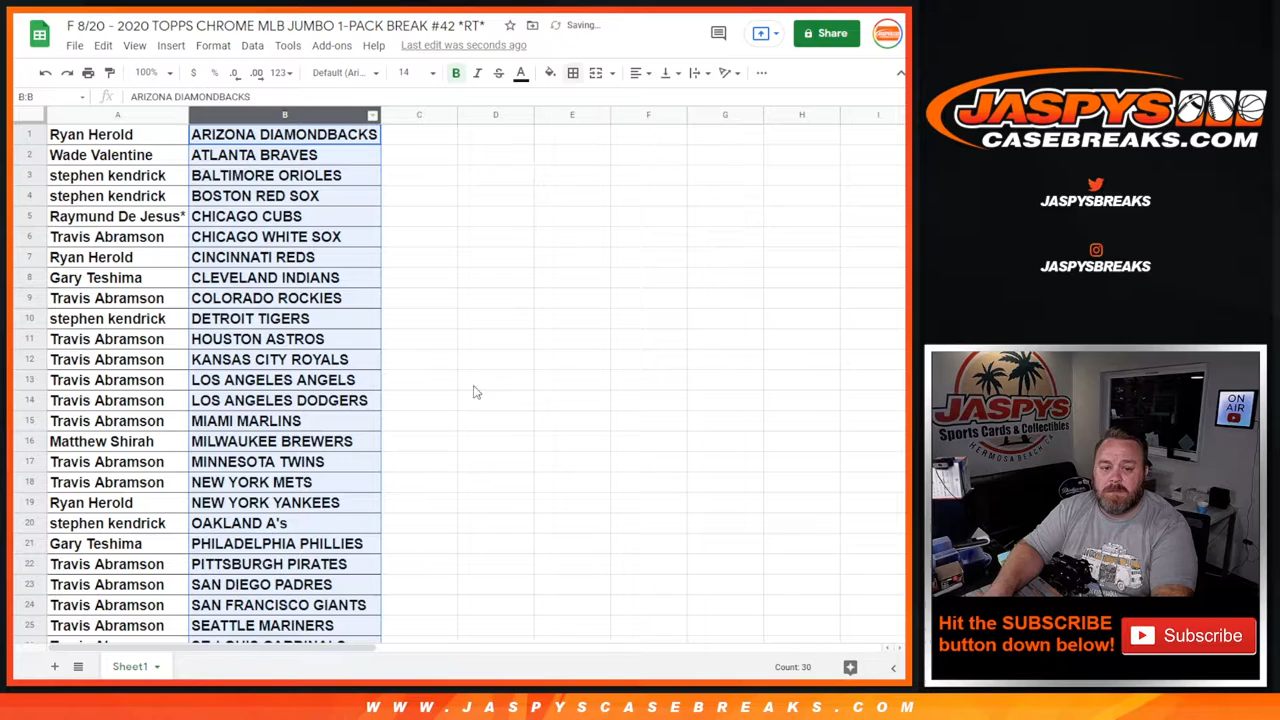 F 8/20 - 2020 TOPPS CHROME MLB JUMBO 1-PACK BREAK #42 *RT*
Saving...
File Edit View Insert Format Data Tools Add-ons Help Last edit was seconds ago
Share
100% $ % .0 .00 123 Default (Ari... 14 B I S A
B:B fx ARIZONA DIAMONDBACKS
A B C D E F G H I
1 Ryan Herold ARIZONA DIAMONDBACKS
2 Wade Valentine ATLANTA BRAVES
3 stephen kendrick BALTIMORE ORIOLES
4 stephen kendrick BOSTON RED SOX
5 Raymund De Jesus* CHICAGO CUBS
6 Travis Abramson CHICAGO WHITE SOX
7 Ryan Herold CINCINNATI REDS
8 Gary Teshima CLEVELAND INDIANS
9 Travis Abramson COLORADO ROCKIES
10 stephen kendrick DETROIT TIGERS
11 Travis Abramson HOUSTON ASTROS
12 Travis Abramson KANSAS CITY ROYALS
13 Travis Abramson LOS ANGELES ANGELS
14 Travis Abramson LOS ANGELES DODGERS
15 Travis Abramson MIAMI MARLINS
16 Matthew Shirah MILWAUKEE BREWERS
17 Travis Abramson MINNESOTA TWINS
18 Travis Abramson NEW YORK METS
19 Ryan Herold NEW YORK YANKEES
20 stephen kendrick OAKLAND A's
21 Gary Teshima PHILADELPHIA PHILLIES
22 Travis Abramson PITTSBURGH PIRATES
23 Travis Abramson SAN DIEGO PADRES
24 Travis Abramson SAN FRANCISCO GIANTS
25 Travis Abramson SEATTLE MARINERS
Sheet1
Count: 30
JASPYS
CASEBREAKS.COM
JASPYSBREAKS
JASPYSBREAKS
JASPYS
Sports Cards & Collectibles
HERMOSA BEACH CA
ON
AIR
Hit the SUBSCRIBE
button down below!
Subscribe
WWW.JASPYSCASEBREAKS.COM